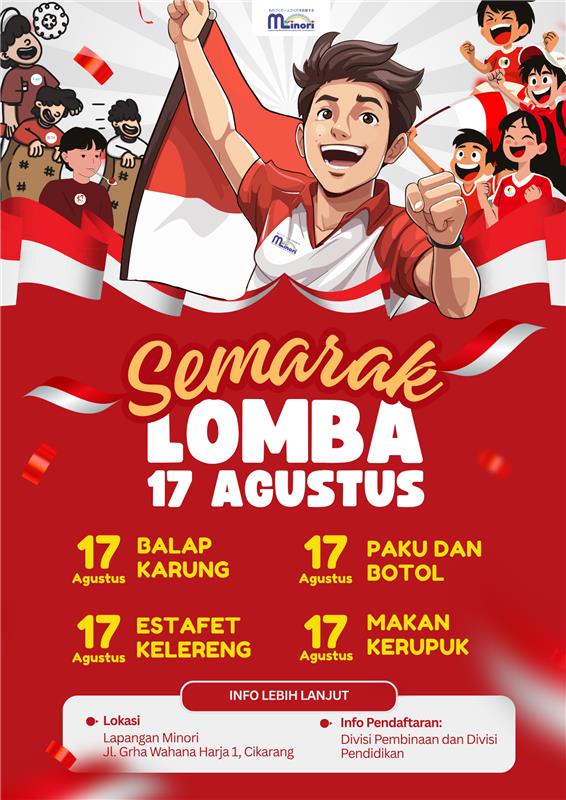 Minori
Minori
Semarak
LOMBA
17 AGUSTUS
17
Agustus
BALAP
KARUNG
17
Agustus
PAKU DAN
BOTOL
17
Agustus
ESTAFET
KELERENG
17
Agustus
MAKAN
KERUPUK
INFO LEBIH LANJUT
Lokasi
Lapangan Minori
Jl. Grha Wahana Harja 1, Cikarang
Info Pendaftaran:
Divisi Pembinaan dan Divisi
Pendidikan